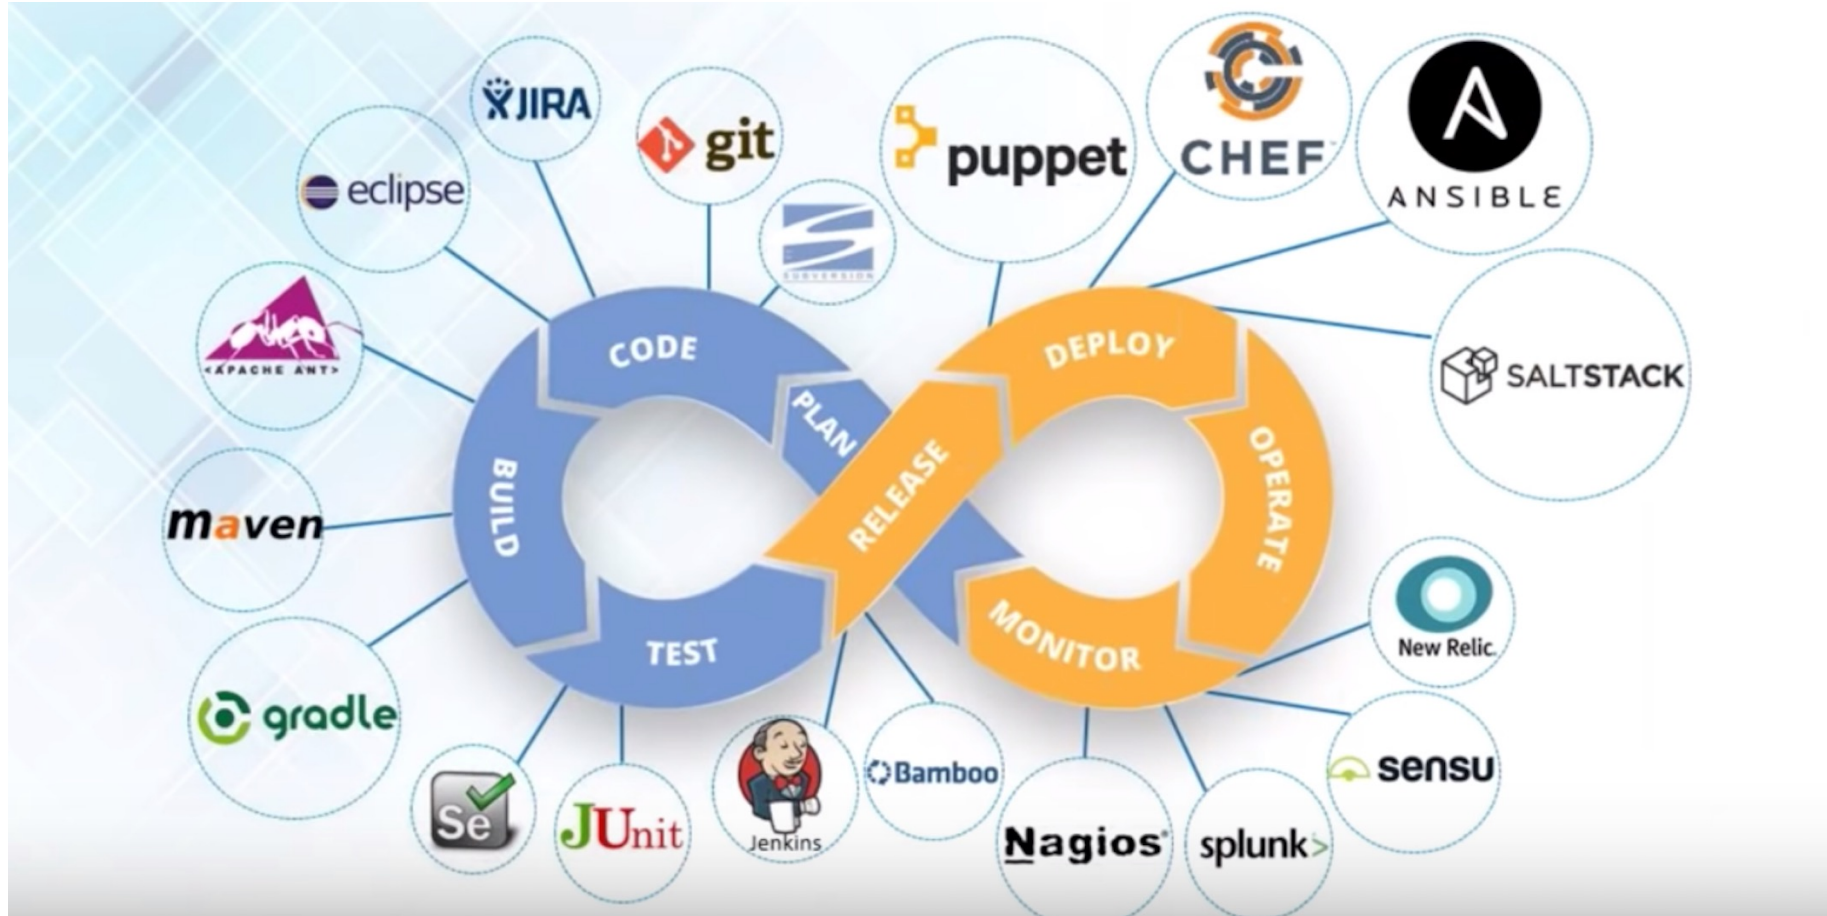 JIRA
git
eclipse
SUBVERSION
puppet
CHEF
ANSIBLE
<APACHE ANT>
SALTSTACK
maven
gradle
CODE
PLAN
BUILD
TEST
RELEASE
DEPLOY
OPERATE
MONITOR
New Relic.
Se
JUnit
Jenkins
Bamboo
Nagios®
splunk>
sensu